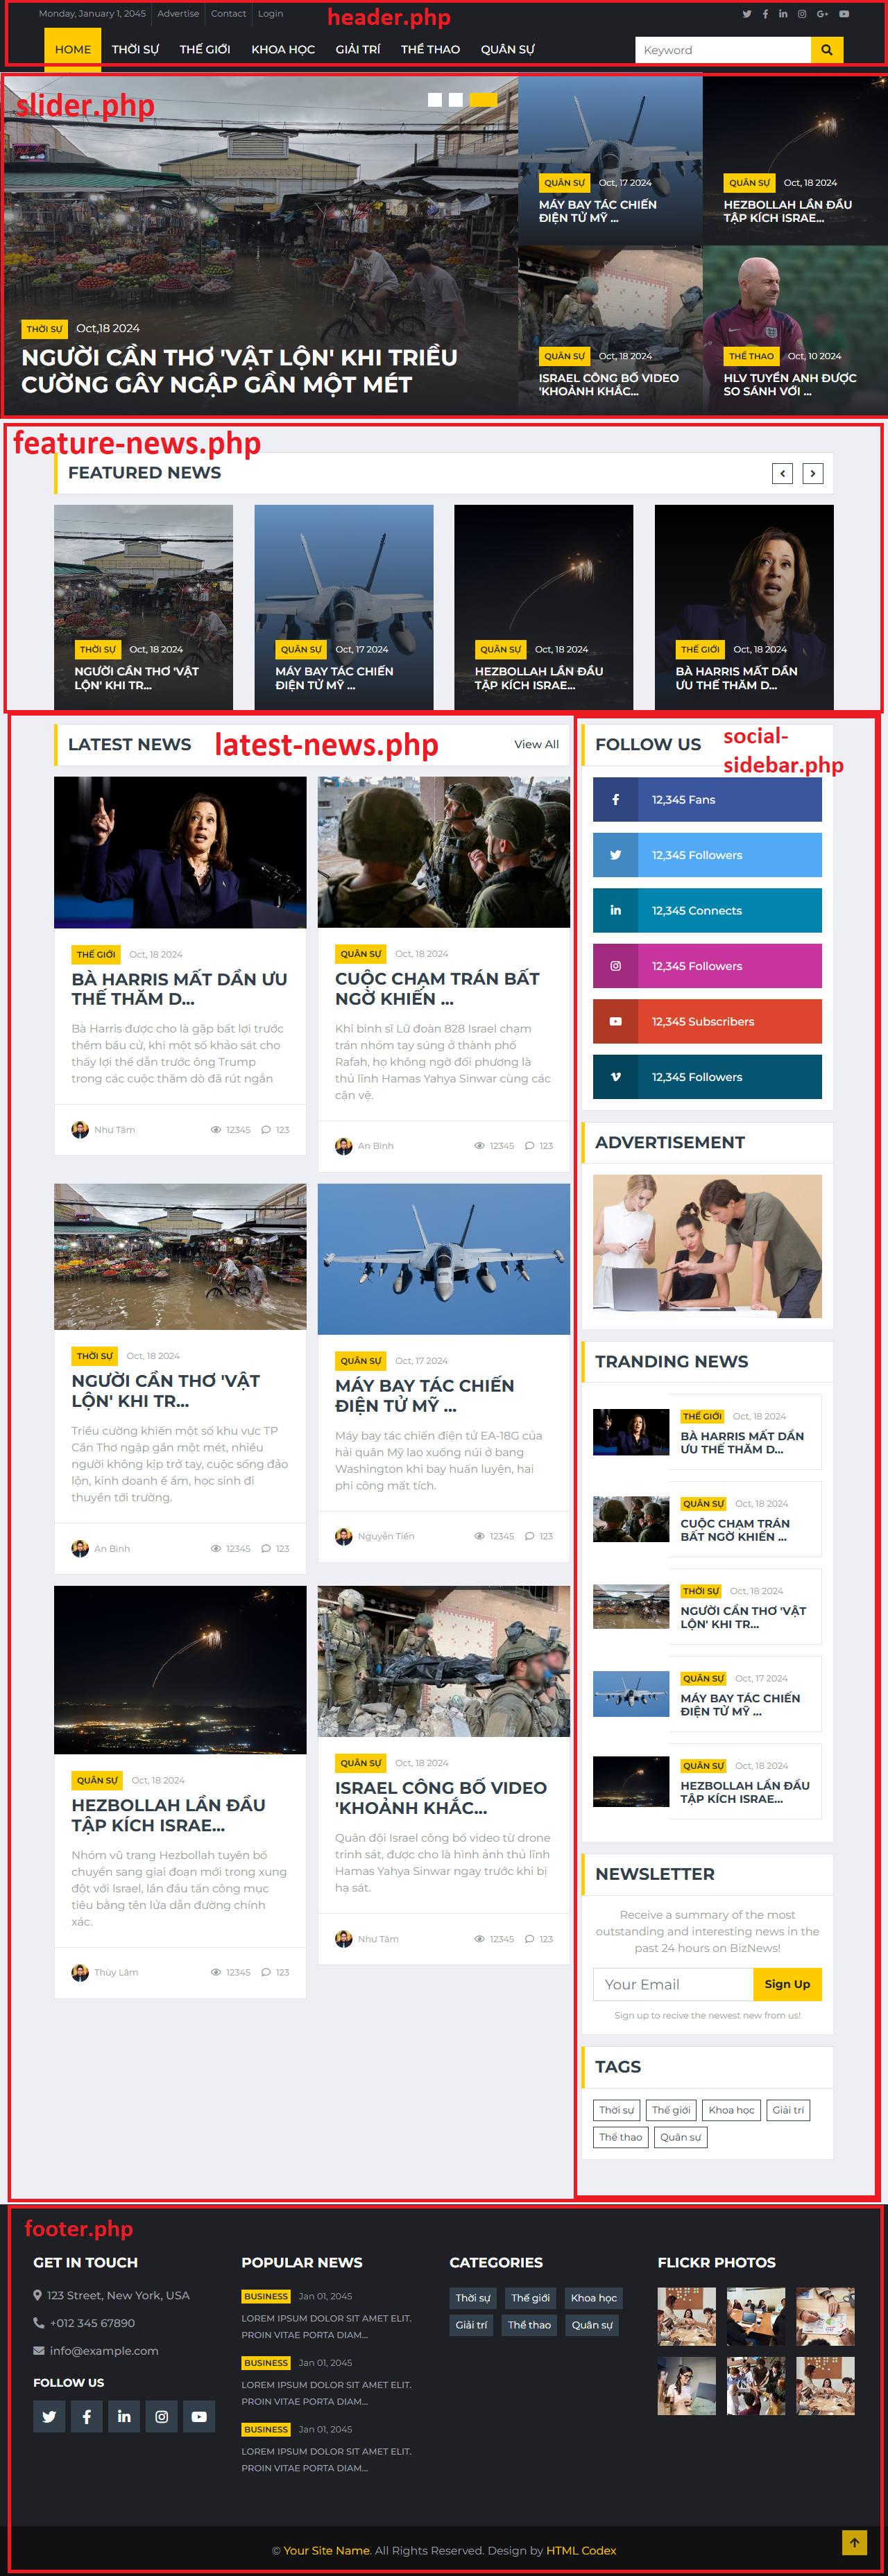 Monday, January 1, 2045 Advertise Contact Login
header.php
HOME THỜI SỰ THẾ GIỚI KHOA HỌC GIẢI TRÍ THỂ THAO QUÂN SỰ
Keyword
slider.php
THỜI SỰ Oct,18 2024
NGƯỜI CẦN THƠ 'VẬT LỘN' KHI TRIỀU
CƯỜNG GÂY NGẬP GẦN MỘT MÉT
QUÂN SỰ Oct, 17 2024
MÁY BAY TÁC CHIẾN
ĐIỆN TỬ MỸ ...
QUÂN SỰ Oct, 18 2024
HEZBOLLAH LẦN ĐẦU
TẬP KÍCH ISRAE...
QUÂN SỰ Oct, 18 2024
ISRAEL CÔNG BỐ VIDEO
'KHOẢNH KHẮC...
THỂ THAO Oct, 10 2024
HLV TUYỂN ANH ĐƯỢC
SO SÁNH VỚI ...
feature-news.php
FEATURED NEWS
THỜI SỰ Oct, 18 2024
NGƯỜI CẦN THƠ 'VẬT
LỘN' KHI TR...
QUÂN SỰ Oct, 17 2024
MÁY BAY TÁC CHIẾN
ĐIỆN TỬ MỸ ...
QUÂN SỰ Oct, 18 2024
HEZBOLLAH LẦN ĐẦU
TẬP KÍCH ISRAE...
THẾ GIỚI Oct, 18 2024
BÀ HARRIS MẤT DẦN
ƯU THẾ THĂM D...
LATEST NEWS latest-news.php View All
THẾ GIỚI Oct, 18 2024
BÀ HARRIS MẤT DẦN ƯU
THẾ THĂM D...
Bà Harris được cho là gặp bất lợi trước
thềm bầu cử, khi một số khảo sát cho
thấy lợi thế dẫn trước ông Trump
trong các cuộc thăm dò đã rút ngắn
Như Tâm 12345 123
QUÂN SỰ Oct, 18 2024
CUỘC CHẠM TRÁN BẤT
NGỜ KHIẾN ...
Khi binh sĩ Lữ đoàn 828 Israel chạm
trán nhóm tay súng ở thành phố
Rafah, họ không ngờ đối phương là
thủ lĩnh Hamas Yahya Sinwar cùng các
cận vệ.
An Bình 12345 123
THỜI SỰ Oct, 18 2024
NGƯỜI CẦN THƠ 'VẬT
LỘN' KHI TR...
Triều cường khiến một số khu vực TP
Cần Thơ ngập gần một mét, nhiều
người không kịp trở tay, cuộc sống đảo
lộn, kinh doanh ế ẩm, học sinh đi
thuyền tới trường.
An Bình 12345 123
QUÂN SỰ Oct, 17 2024
MÁY BAY TÁC CHIẾN
ĐIỆN TỬ MỸ ...
Máy bay tác chiến điện tử EA-18G của
hải quân Mỹ lao xuống núi ở bang
Washington khi bay huấn luyện, hai
phi công mất tích.
Nguyễn Tiến 12345 123
QUÂN SỰ Oct, 18 2024
HEZBOLLAH LẦN ĐẦU
TẬP KÍCH ISRAE...
Nhóm vũ trang Hezbollah tuyên bố
chuyển sang giai đoạn mới trong xung
đột với Israel, lần đầu tấn công mục
tiêu bằng tên lửa dẫn đường chính
xác.
Thùy Lâm 12345 123
QUÂN SỰ Oct, 18 2024
ISRAEL CÔNG BỐ VIDEO
'KHOẢNH KHẮC...
Quân đội Israel công bố video từ drone
trinh sát, được cho là hình ảnh thủ lĩnh
Hamas Yahya Sinwar ngay trước khi bị
hạ sát.
Như Tâm 12345 123
FOLLOW US
social-
sidebar.php
12,345 Fans
12,345 Followers
12,345 Connects
12,345 Followers
12,345 Subscribers
12,345 Followers
ADVERTISEMENT
TRANDING NEWS
THẾ GIỚI Oct, 18 2024
BÀ HARRIS MẤT DẦN
ƯU THẾ THĂM D...
QUÂN SỰ Oct, 18 2024
CUỘC CHẠM TRÁN
BẤT NGỜ KHIẾN ...
THỜI SỰ Oct, 18 2024
NGƯỜI CẦN THƠ 'VẬT
LỘN' KHI TR...
QUÂN SỰ Oct, 17 2024
MÁY BAY TÁC CHIẾN
ĐIỆN TỬ MỸ ...
QUÂN SỰ Oct, 18 2024
HEZBOLLAH LẦN ĐẦU
TẬP KÍCH ISRAE...
NEWSLETTER
Receive a summary of the most
outstanding and interesting news in the
past 24 hours on BizNews!
Your Email Sign Up
Sign up to recive the newest new from us!
TAGS
Thời sự Thế giới Khoa học Giải trí
Thể thao Quân sự
footer.php
GET IN TOUCH
123 Street, New York, USA
+012 345 67890
info@example.com
FOLLOW US
POPULAR NEWS
BUSINESS Jan 01, 2045
LOREM IPSUM DOLOR SIT AMET ELIT.
PROIN VITAE PORTA DIAM...
BUSINESS Jan 01, 2045
LOREM IPSUM DOLOR SIT AMET ELIT.
PROIN VITAE PORTA DIAM...
BUSINESS Jan 01, 2045
LOREM IPSUM DOLOR SIT AMET ELIT.
PROIN VITAE PORTA DIAM...
CATEGORIES
Thời sự Thế giới Khoa học
Giải trí Thể thao Quân sự
FLICKR PHOTOS
© Your Site Name. All Rights Reserved. Design by HTML Codex